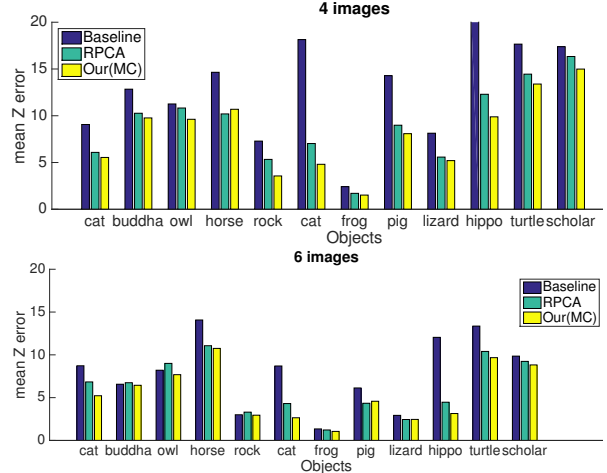 4 images
20
15
10
5
0
mean Z error
Baseline
RPCA
Our(MC)
cat buddha owl horse rock cat frog pig lizard hippo turtle scholar
Objects
6 images
20
15
10
5
0
mean Z error
Baseline
RPCA
Our(MC)
cat buddha owl horse rock cat frog pig lizard hippo turtle scholar
Objects